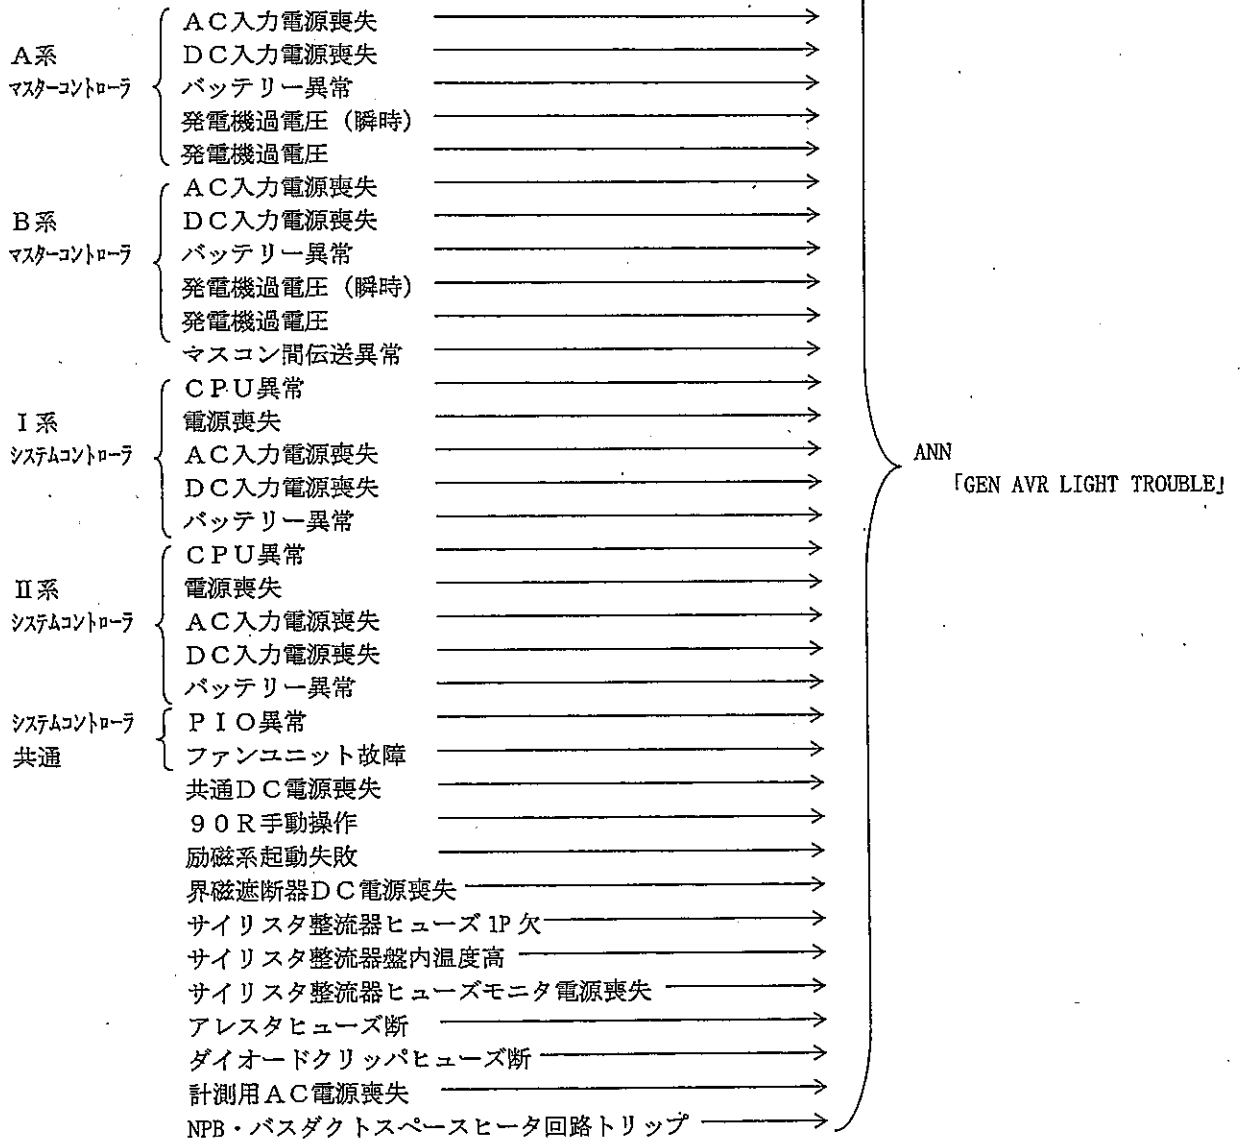 AC入力電源喪失
A系 DC入力電源喪失
マスターコントローラ バッテリー異常
発電機過電圧（瞬時）
発電機過電圧
AC入力電源喪失
B系 DC入力電源喪失
マスターコントローラ バッテリー異常
発電機過電圧（瞬時）
発電機過電圧
マスコン間伝送異常
CPU異常
I系 電源喪失
システムコントローラ AC入力電源喪失
DC入力電源喪失
バッテリー異常
ANN
「GEN AVR LIGHT TROUBLE」
CPU異常
II系 電源喪失
システムコントローラ AC入力電源喪失
DC入力電源喪失
バッテリー異常
システムコントローラ PIO異常
共通 ファンユニット故障
共通DC電源喪失
90R手動操作
励磁系起動失敗
界磁遮断器DC電源喪失
サイリスタ整流器ヒューズ1P欠
サイリスタ整流器盤内温度高
サイリスタ整流器ヒューズモニタ電源喪失
アレスタヒューズ断
ダイオードクリッパヒューズ断
計測用AC電源喪失
NPB・バスダクトスペースヒータ回路トリップ